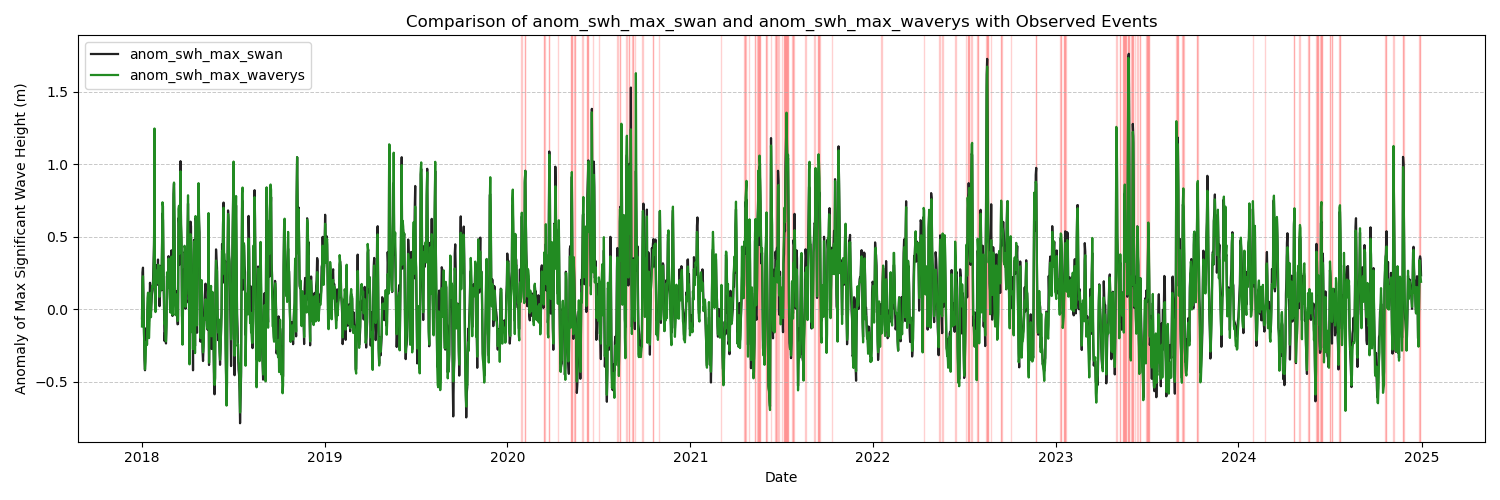 Comparison of anom_swh_max_swan and anom_swh_max_waverys with Observed Events
anom_swh_max_swan
anom_swh_max_waverys
Anomaly of Max Significant Wave Height (m)
1.5
1.0
0.5
0.0
−0.5
2018 2019 2020 2021 2022 2023 2024 2025
Date